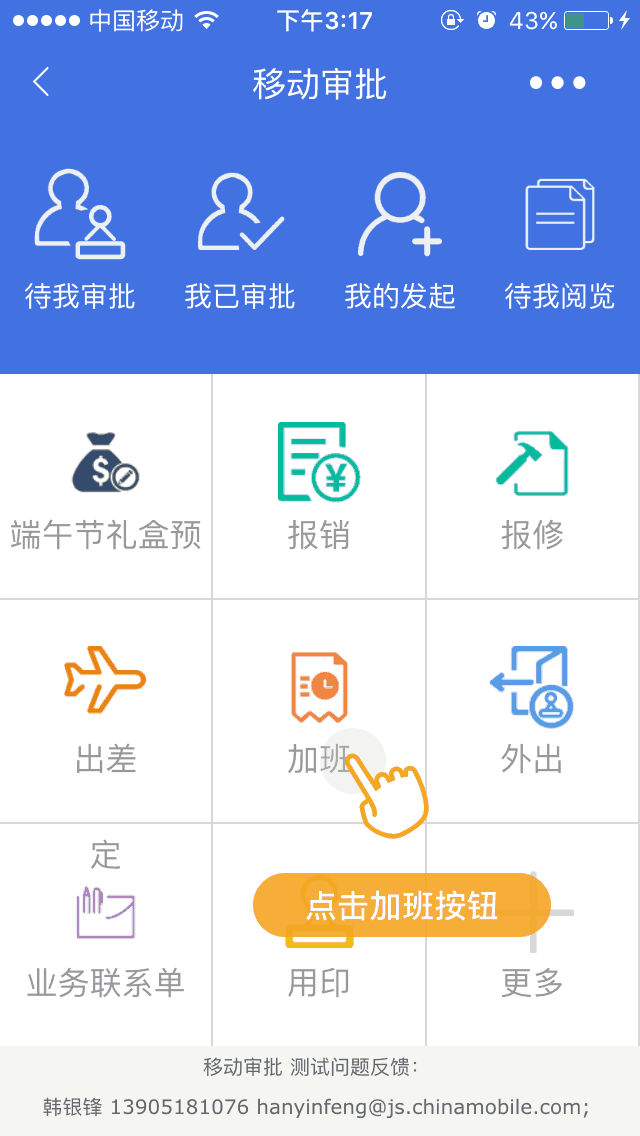 中国移动 下午3:17 43%
移动审批
待我审批 我已审批 我的发起 待我阅览
端午节礼盒预 报销 报修
出差 加班 外出
定
点击加班按钮
业务联系单 用印 更多
移动审批 测试问题反馈:
韩银锋 13905181076 hanyinfeng@js.chinamobile.com;